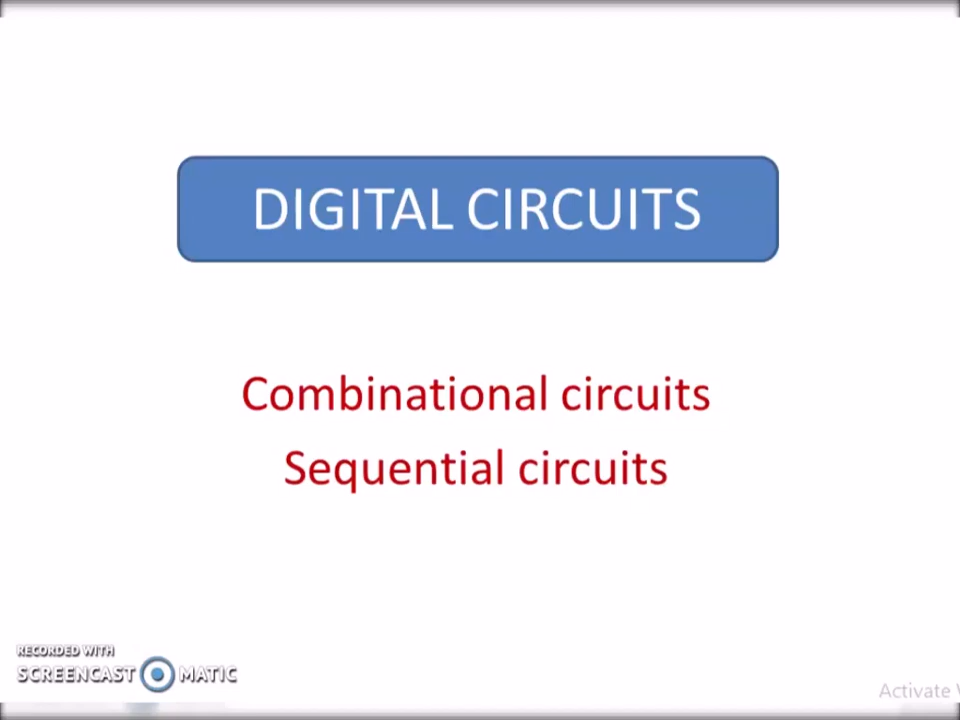 DIGITAL CIRCUITS
Combinational circuits
Sequential circuits
RECORDED WITH
SCREENCAST MATIC
Activate